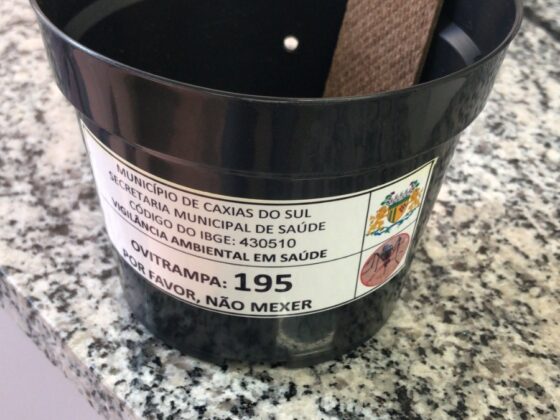 MUNICÍPIO DE CAXIAS DO SUL
SECRETARIA MUNICIPAL DE SAÚDE
CÓDIGO DO IBGE: 430510
VIGILÂNCIA AMBIENTAL EM SAÚDE
OVITRAMPA: 195
POR FAVOR, NÃO MEXER